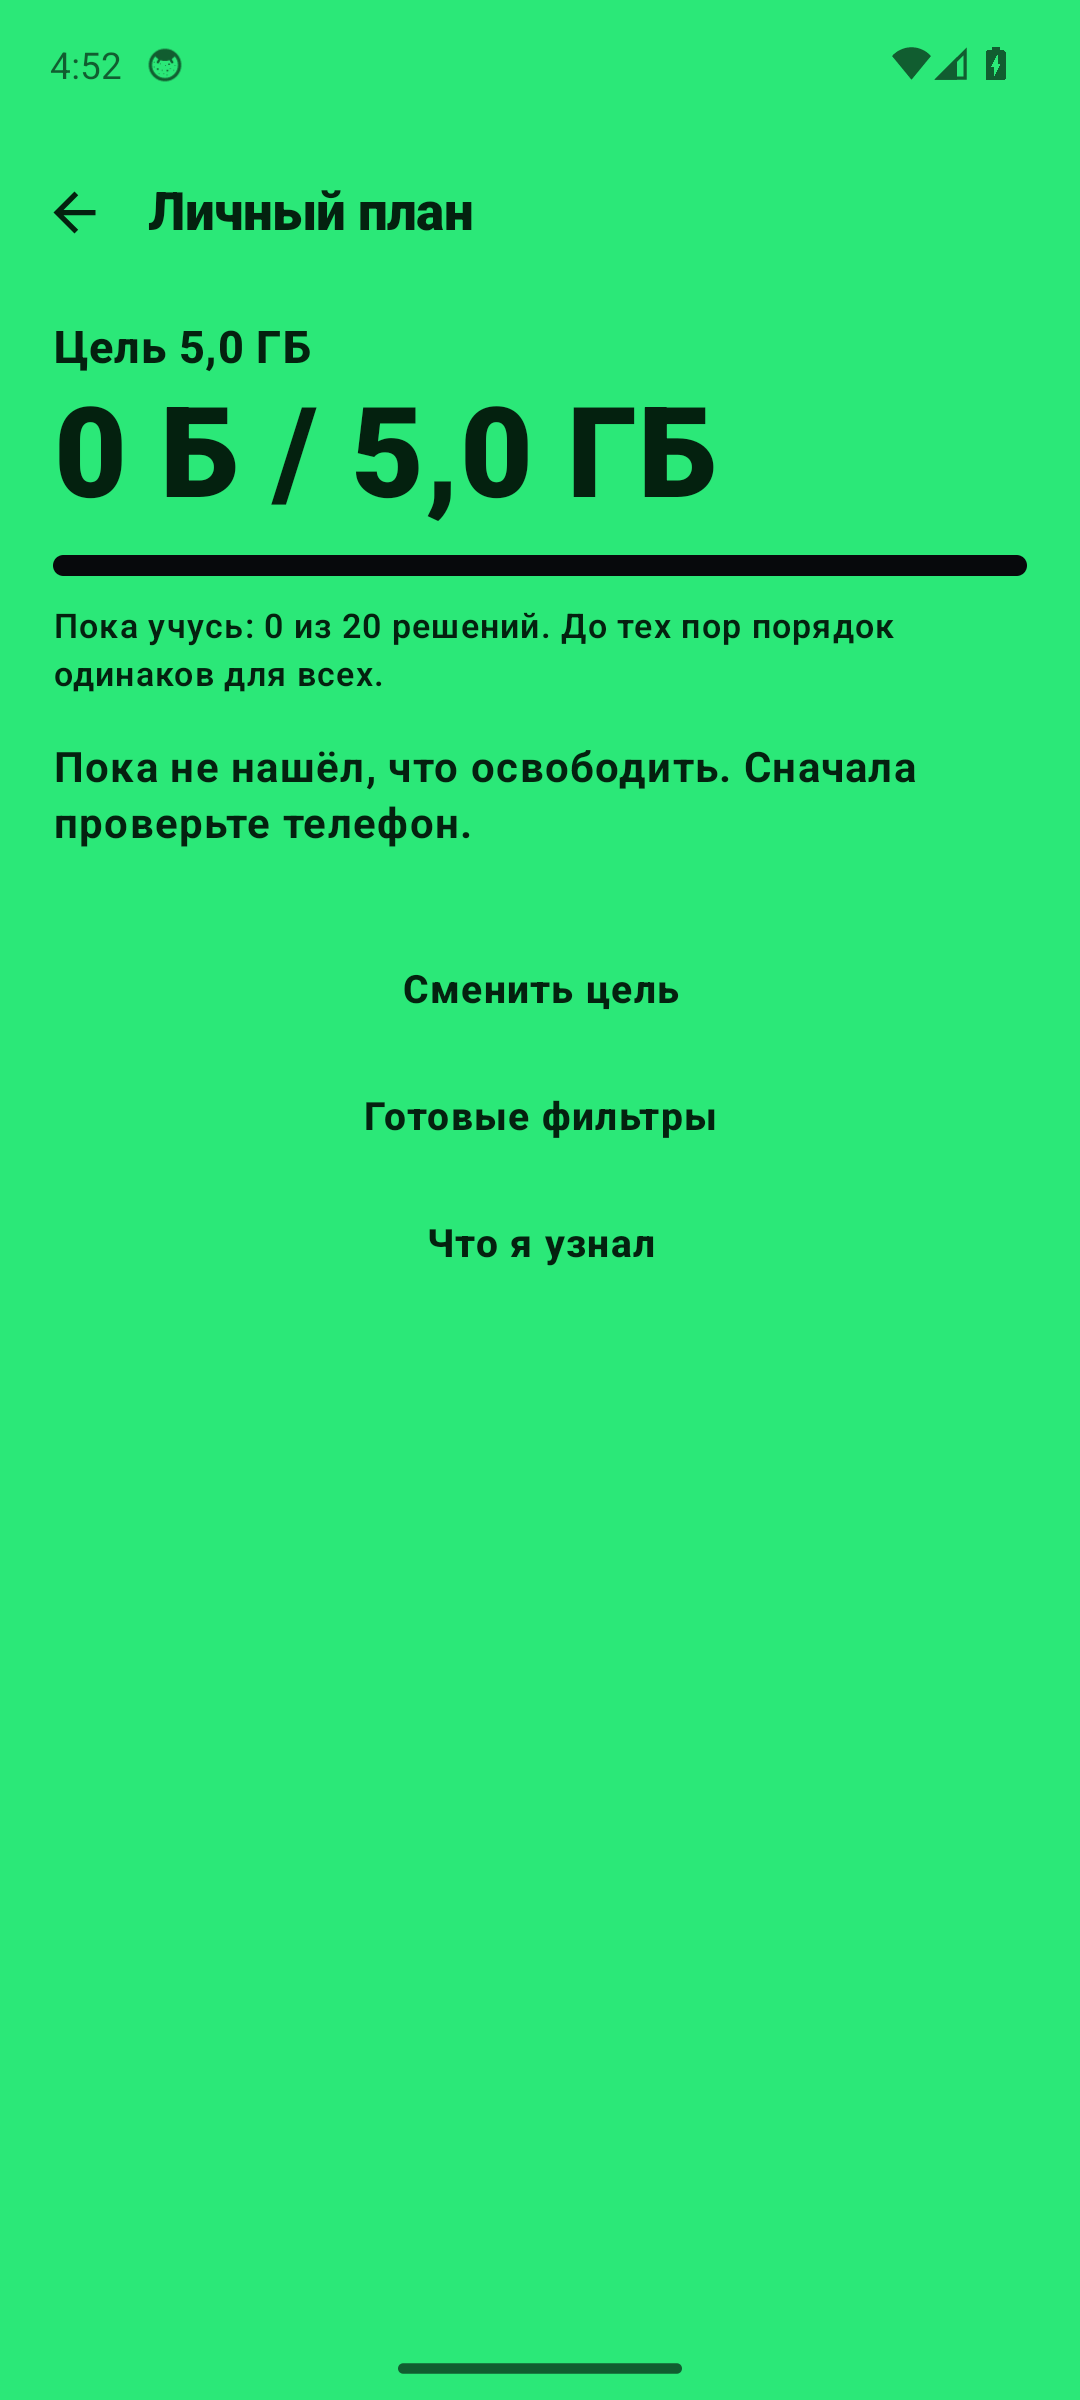 4:52
Личный план
Цель 5,0 ГБ
0 Б / 5,0 ГБ
Пока учусь: 0 из 20 решений. До тех пор порядок
одинаков для всех.
Пока не нашёл, что освободить. Сначала
проверьте телефон.
Сменить цель
Готовые фильтры
Что я узнал